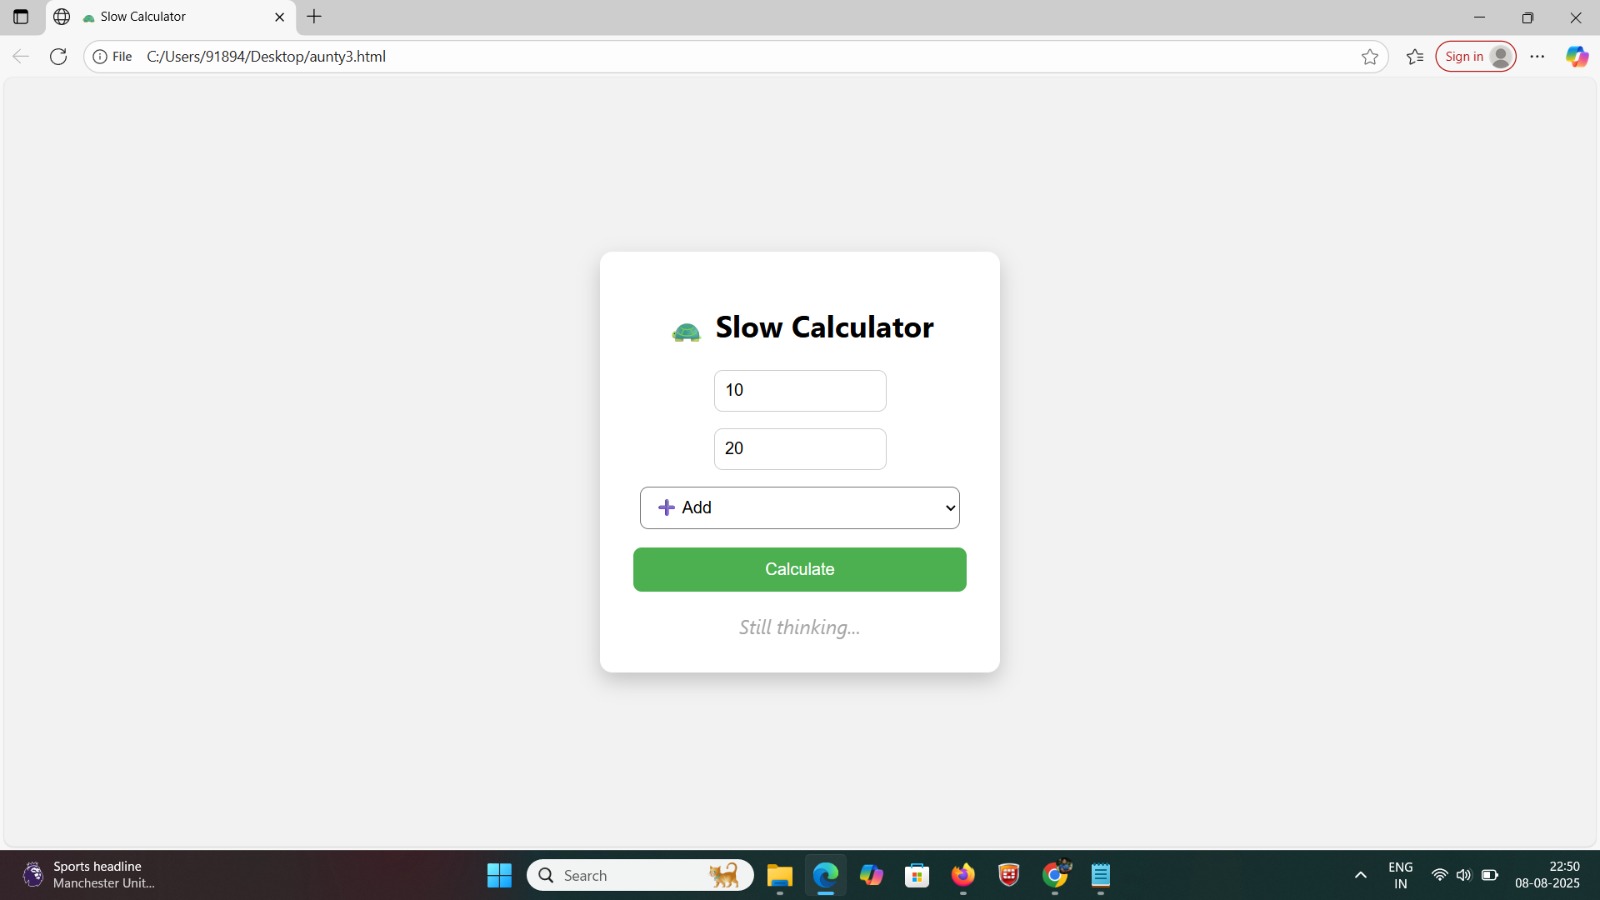 Slow Calculator
File C:/Users/91894/Desktop/aunty3.html
Sign in
Slow Calculator
10
20
Add
Calculate
Still thinking...
Sports headline
Manchester Unit...
Search
ENG
IN
22:50
08-08-2025